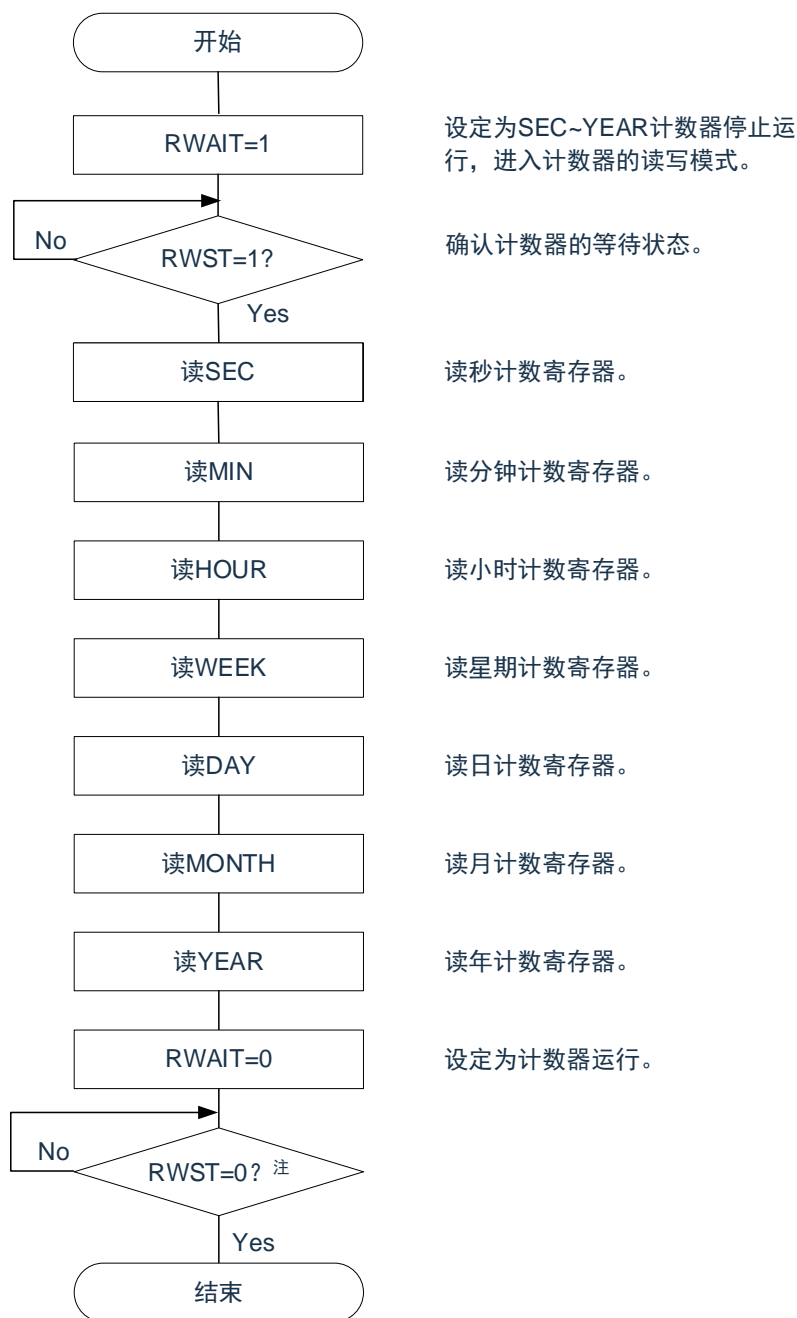 开始
RWAIT=1
设定为SEC~YEAR计数器停止运
行，进入计数器的读写模式。
No
RWST=1?
确认计数器的等待状态。
Yes
读SEC
读秒计数寄存器。
读MIN
读分钟计数寄存器。
读HOUR
读小时计数寄存器。
读WEEK
读星期计数寄存器。
读DAY
读日计数寄存器。
读MONTH
读月计数寄存器。
读YEAR
读年计数寄存器。
RWAIT=0
设定为计数器运行。
No
RWST=0？注
Yes
结束